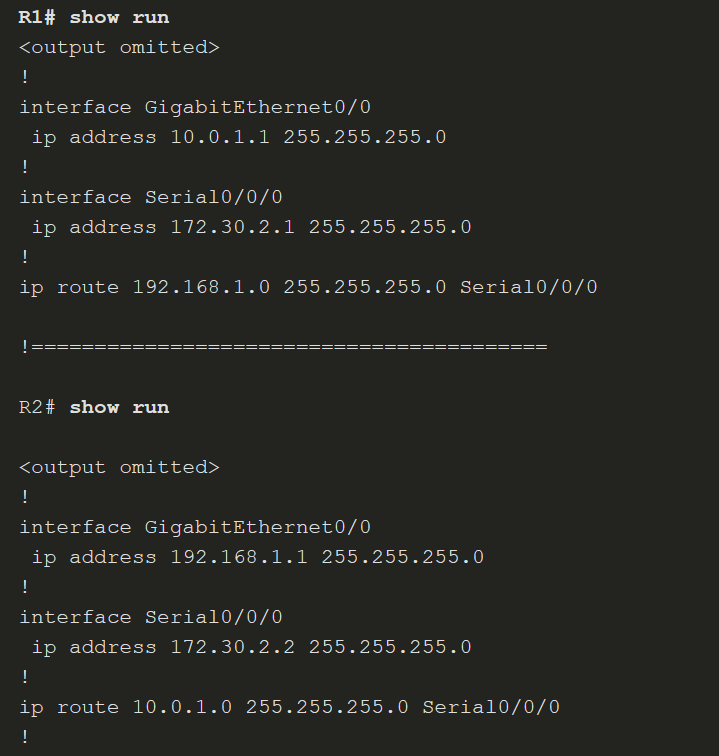 R1# show run
<output omitted>
!
interface GigabitEthernet0/0
 ip address 10.0.1.1 255.255.255.0
!
interface Serial0/0/0
 ip address 172.30.2.1 255.255.255.0
!
ip route 192.168.1.0 255.255.255.0 Serial0/0/0
!=========================================
R2# show run
<output omitted>
!
interface GigabitEthernet0/0
 ip address 192.168.1.1 255.255.255.0
!
interface Serial0/0/0
 ip address 172.30.2.2 255.255.255.0
!
ip route 10.0.1.0 255.255.255.0 Serial0/0/0
!